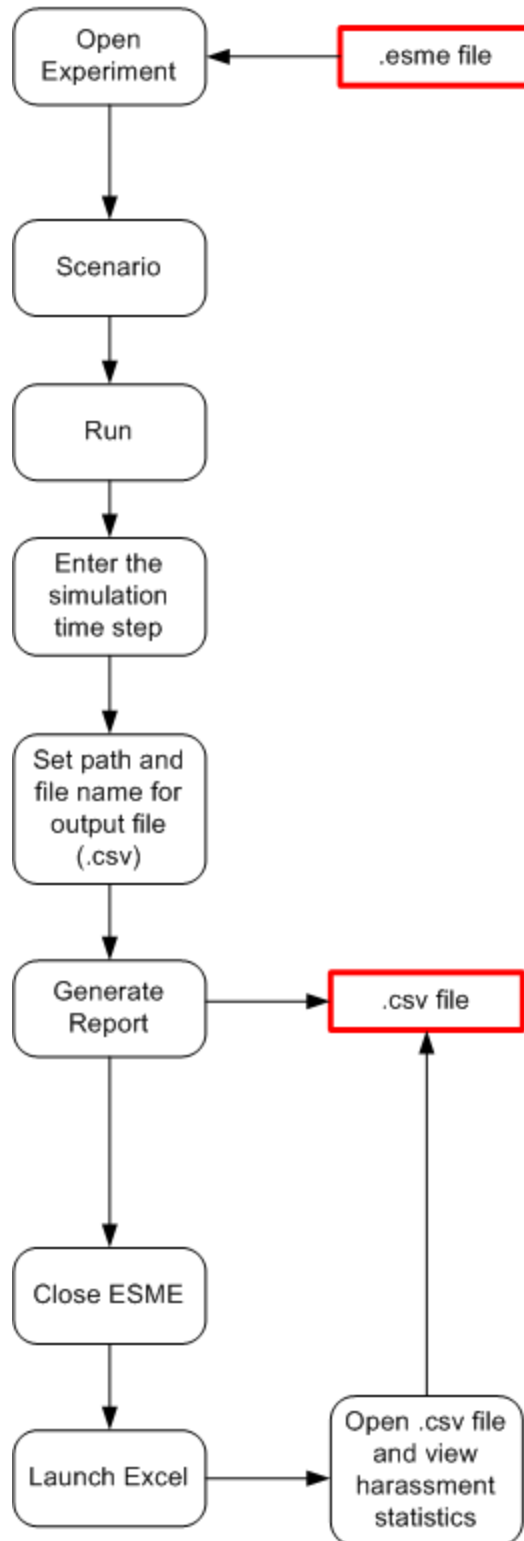 Open
Experiment
.esme file
Scenario
Run
Enter the
simulation
time step
Set path and
file name for
output file
(.csv)
Generate
Report
.csv file
Close ESME
Launch Excel
Open .csv file
and view
harassment
statistics